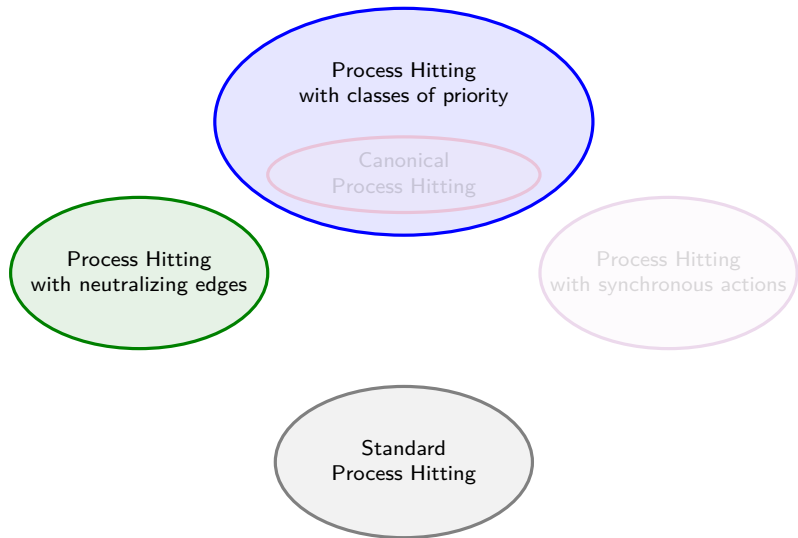 Process Hitting
with classes of priority
Canonical
Process Hitting
Process Hitting
with neutralizing edges
Process Hitting
with synchronous actions
Standard
Process Hitting